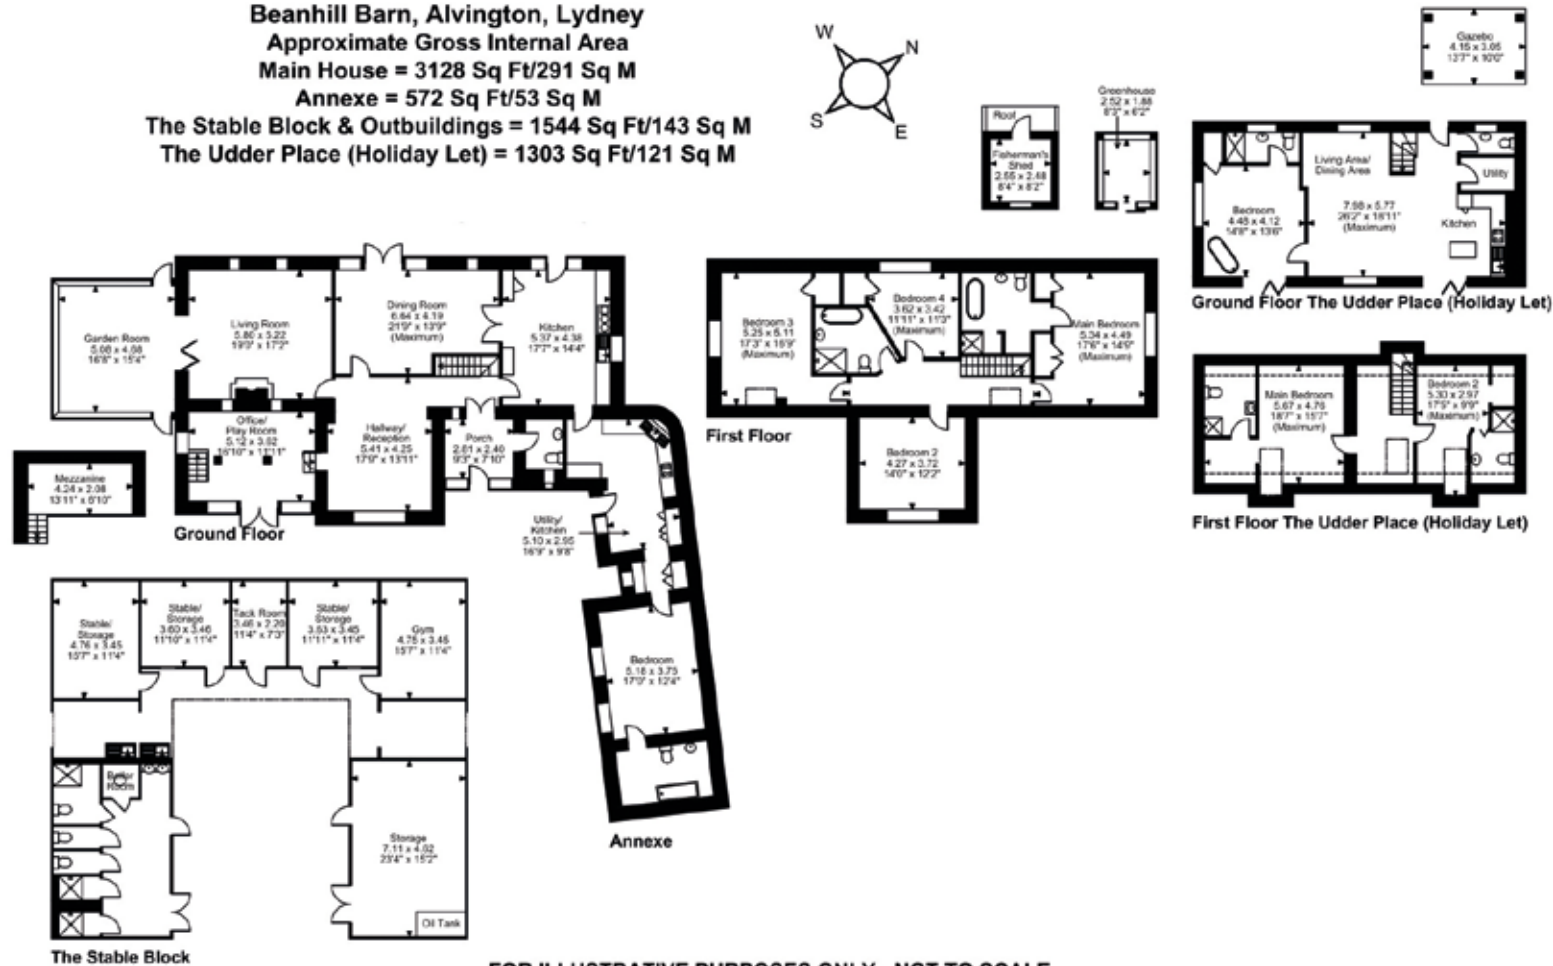 Beanhill Barn, Alvington, Lydney
Approximate Gross Internal Area
Main House = 3128 Sq Ft/291 Sq M
Annexe = 572 Sq Ft/53 Sq M
The Stable Block & Outbuildings = 1544 Sq Ft/143 Sq M
The Udder Place (Holiday Let) = 1303 Sq Ft/121 Sq M
W
N
S
E
Roof
Fisherman's
Shed
2.55 x 2.48
8'4" x 8'2"
Greenhouse
2.52 x 1.88
8'3" x 6'2"
Gazebo
4.15 x 3.05
13'7" x 10'0"
Bedroom
4.48 x 4.12
14'8" x 13'6"
Living Area/
Dining Area
7.98 x 5.77
26'2" x 18'11"
(Maximum)
Utility
Kitchen
Ground Floor The Udder Place (Holiday Let)
Garden Room
5.08 x 4.68
16'8" x 15'4"
Living Room
5.86 x 5.22
19'3" x 17'2"
Dining Room
6.64 x 4.19
21'9" x 13'9"
(Maximum)
Kitchen
5.37 x 4.38
17'7" x 14'4"
Office/
Play Room
5.12 x 3.62
16'10" x 11'11"
Hallway/
Reception
5.41 x 4.25
17'9" x 13'11"
Porch
2.81 x 2.40
9'3" x 7'10"
Mezzanine
4.24 x 2.08
13'11" x 6'10"
Ground Floor
Bedroom 3
5.25 x 5.11
17'3" x 16'9"
(Maximum)
Bedroom 4
3.62 x 3.42
11'11" x 11'3"
(Maximum)
Main Bedroom
5.34 x 4.49
17'6" x 14'9"
(Maximum)
First Floor
Bedroom 2
4.27 x 3.72
14'0" x 12'2"
Main Bedroom
5.67 x 4.76
18'7" x 15'7"
(Maximum)
Bedroom 2
5.30 x 2.97
17'5" x 9'9"
(Maximum)
First Floor The Udder Place (Holiday Let)
Utility/
Kitchen
5.10 x 2.95
16'9" x 9'8"
Bedroom
5.18 x 3.75
17'0" x 12'4"
Annexe
Stable/
Storage
4.76 x 3.45
15'7" x 11'4"
Stable/
Storage
3.60 x 3.46
11'10" x 11'4"
Tack Room
3.46 x 2.20
11'4" x 7'3"
Stable/
Storage
3.63 x 3.45
11'11" x 11'4"
Gym
4.75 x 3.45
15'7" x 11'4"
Boiler
Room
Storage
7.11 x 4.62
23'4" x 15'2"
Oil Tank
The Stable Block
FOR ILLUSTRATIVE PURPOSES ONLY - NOT TO SCALE